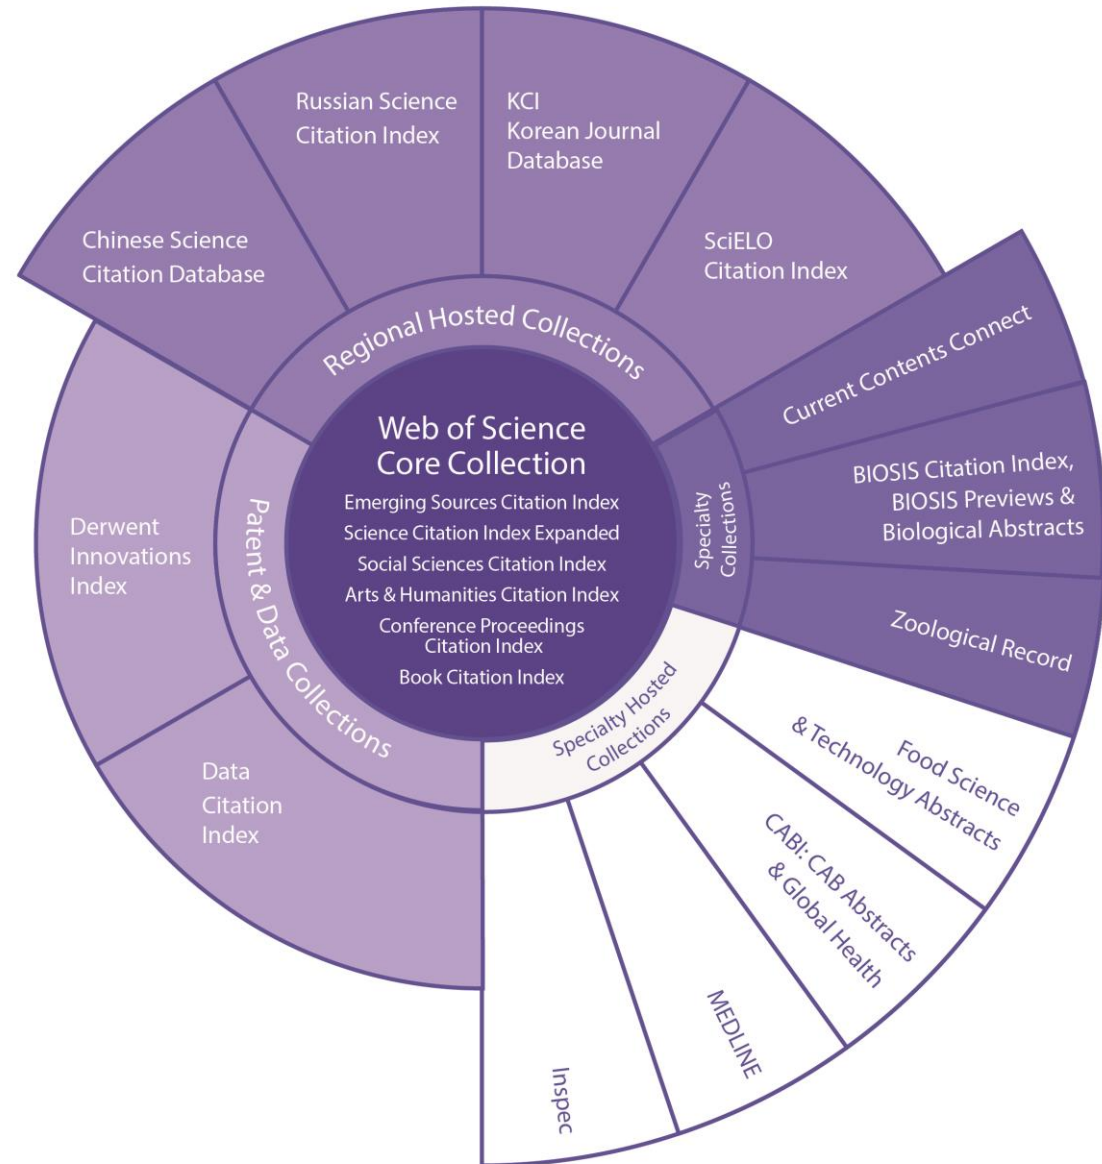 Russian Science
Citation Index
KCI
Korean Journal
Database
Chinese Science
Citation Database
SciELO
Citation Index
Regional Hosted Collections
Current Contents Connect
BIOSIS Citation Index,
BIOSIS Previews &
Biological Abstracts
Zoological Record
Specialty
Collections
Web of Science
Core Collection
Emerging Sources Citation Index
Science Citation Index Expanded
Social Sciences Citation Index
Arts & Humanities Citation Index
Conference Proceedings
Citation Index
Book Citation Index
Derwent
Innovations
Index
Patent & Data Collections
Data
Citation
Index
Specialty Hosted
Collections
Food Science
& Technology Abstracts
CABI: CAB Abstracts
& Global Health
MEDLINE
Inspec